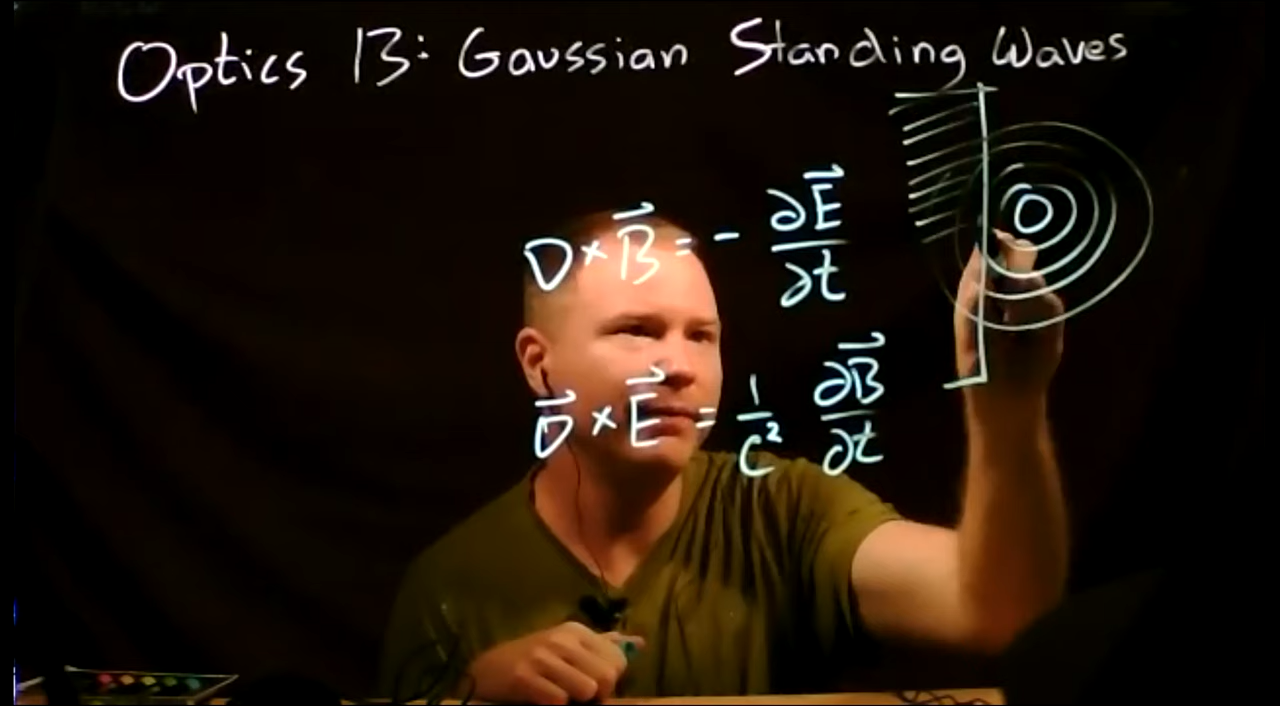 Optics 13: Gaussian Standing Waves
∇ × B⃗ = - ∂E⃗/∂t
∇⃗ × E⃗ = 1/c² ∂B⃗/∂t